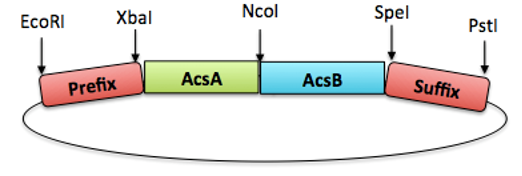 EcoRI
XbaI
NcoI
SpeI
PstI
Prefix
AcsA
AcsB
Suffix